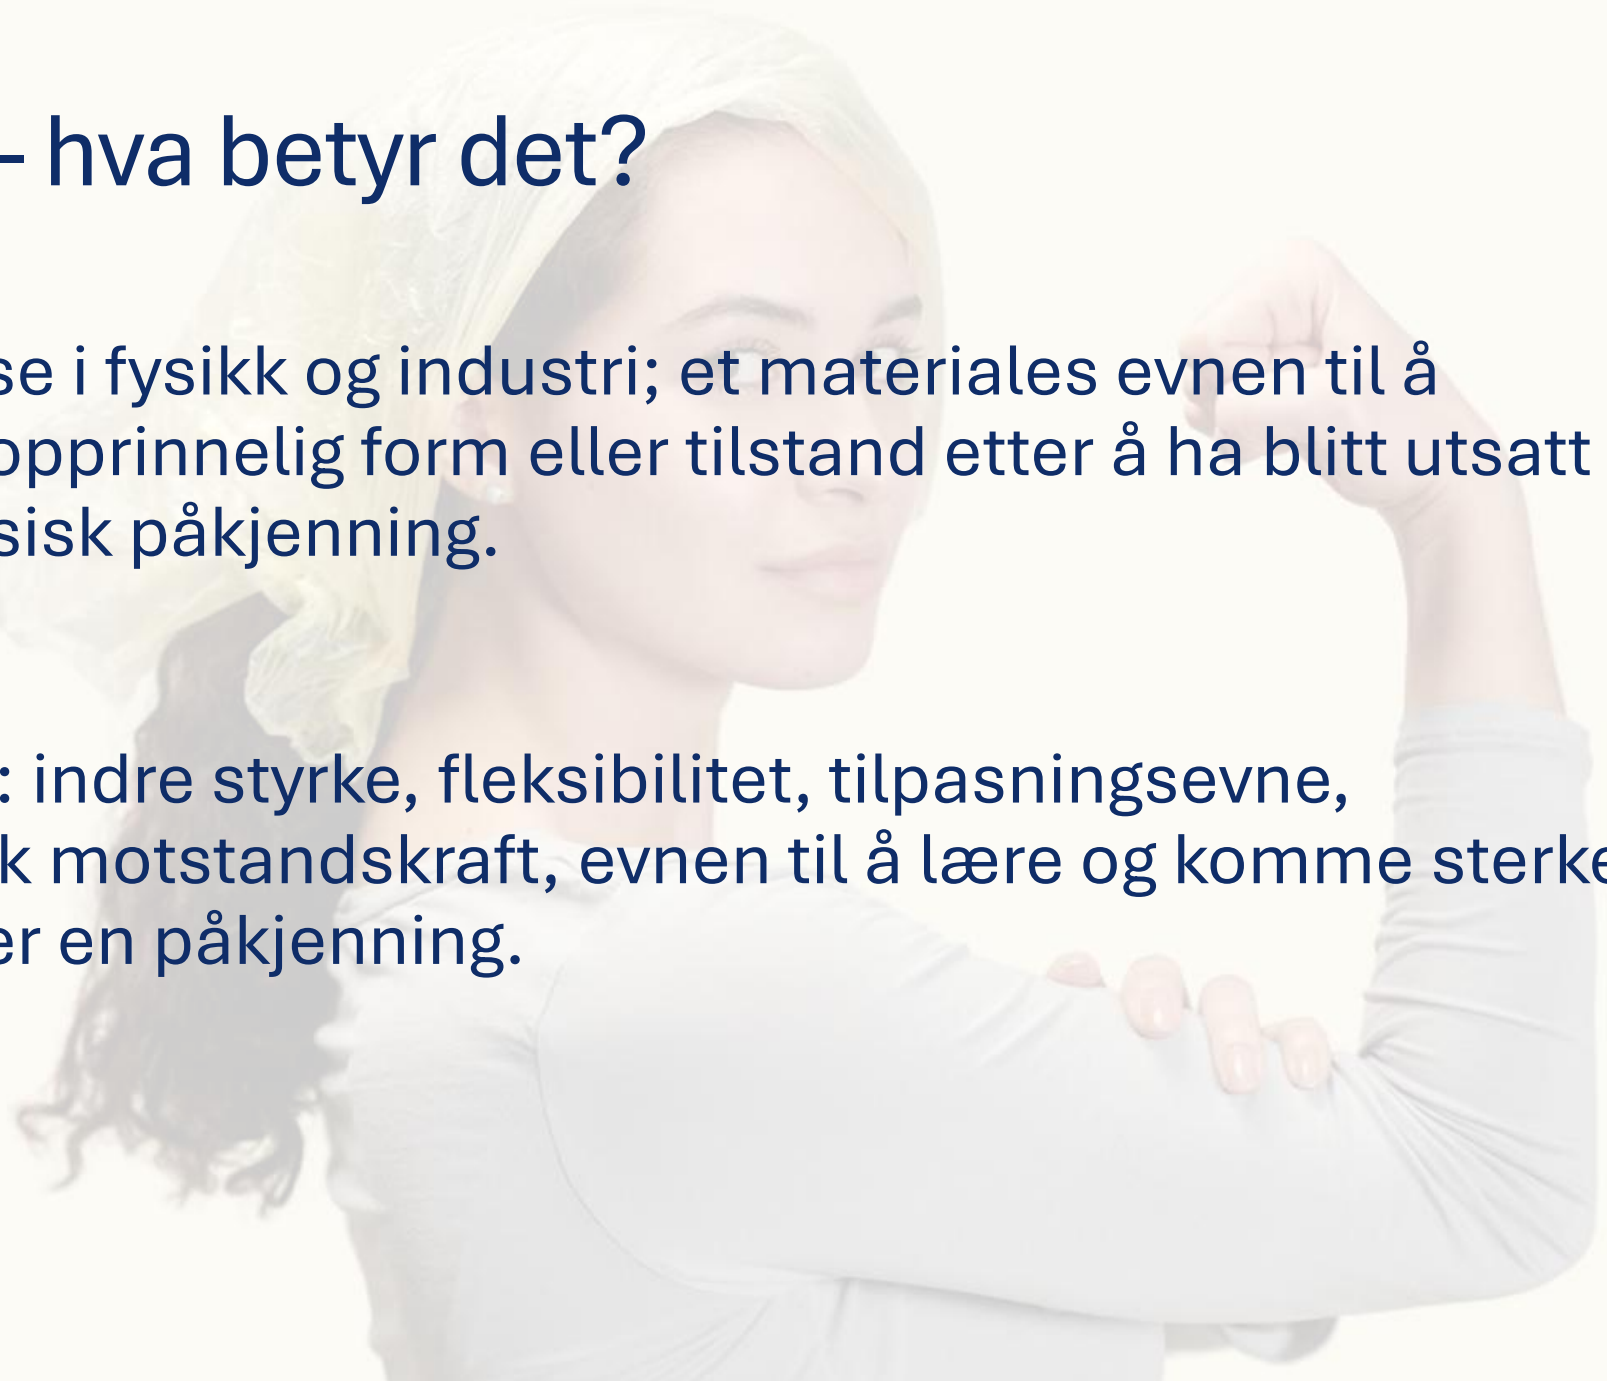 – hva betyr det?
se i fysikk og industri; et materiales evnen til å
opprinnelig form eller tilstand etter å ha blitt utsatt
sisk påkjenning.
: indre styrke, fleksibilitet, tilpasningsevne,
k motstandskraft, evnen til å lære og komme sterke
er en påkjenning.